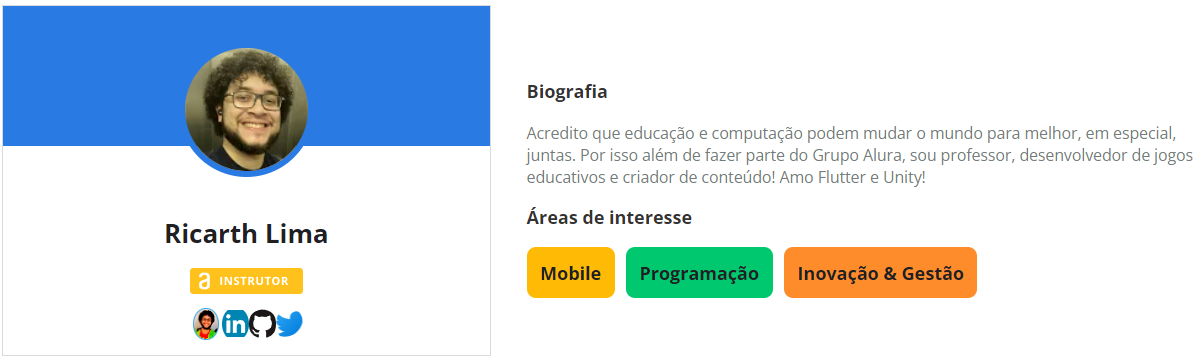 Ricarth Lima
INSTRUTOR
Biografia
Acredito que educação e computação podem mudar o mundo para melhor, em especial,
juntas. Por isso além de fazer parte do Grupo Alura, sou professor, desenvolvedor de jogos
educativos e criador de conteúdo! Amo Flutter e Unity!
Áreas de interesse
Mobile
Programação
Inovação & Gestão